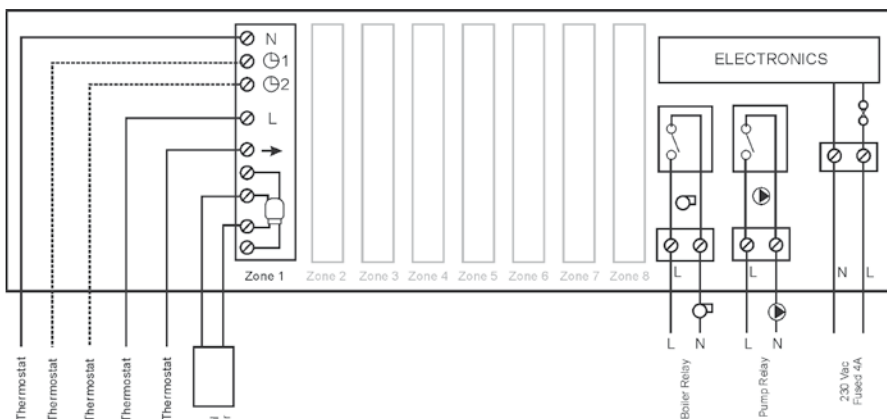 N
1
2
L
Zone 1
Zone 2
Zone 3
Zone 4
Zone 5
Zone 6
Zone 7
Zone 8
ELECTRONICS
L
L
N
L
L
N
L
N
Thermostat
Thermostat
Thermostat
Thermostat
Thermostat
Boiler Relay
Pump Relay
230 Vac
Fused 4A